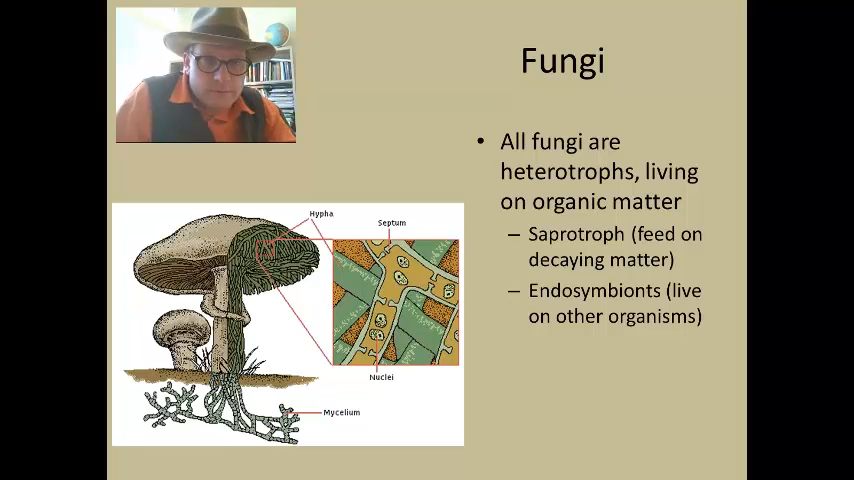 Fungi
• All fungi are
heterotrophs, living
on organic matter
– Saprotroph (feed on
decaying matter)
– Endosymbionts (live
on other organisms)
Hypha
Septum
Nuclei
Mycelium